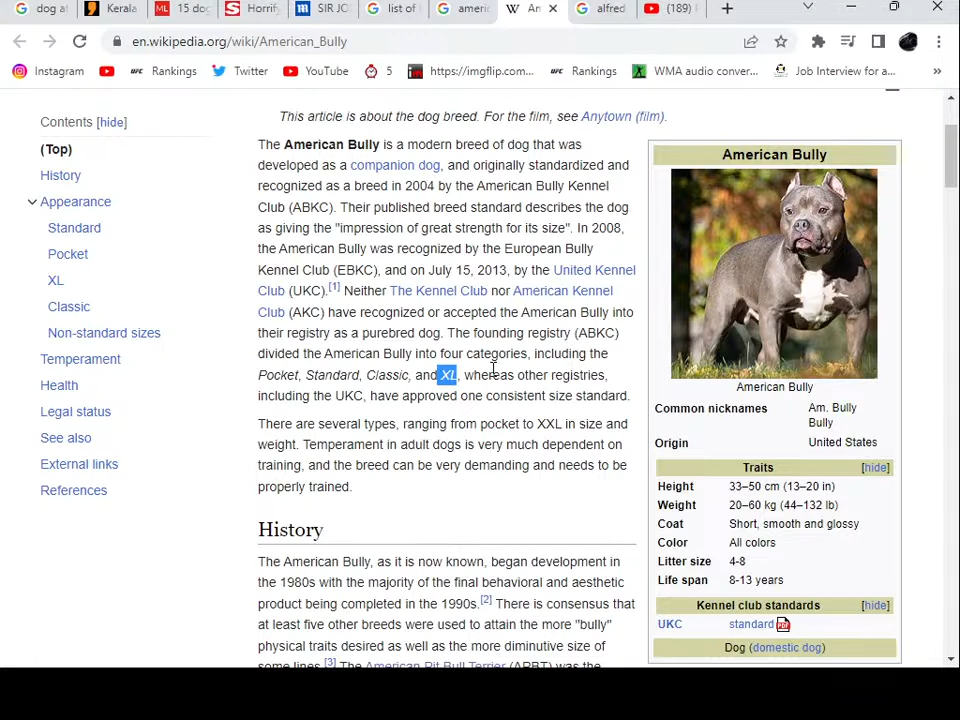 dog at
Kerala
15 dog
Horrif
SIR JO
list of
americ
An
alfred
(189)
en.wikipedia.org/wiki/American_Bully
Instagram
UFC Rankings
Twitter
YouTube
5
https://imgflip.com...
UFC Rankings
WMA audio conver...
Job Interview for a...
»
This article is about the dog breed. For the film, see Anytown (film).
Contents [hide]
(Top)
History
Appearance
Standard
Pocket
XL
Classic
Non-standard sizes
Temperament
Health
Legal status
See also
External links
References
The American Bully is a modern breed of dog that was
developed as a companion dog, and originally standardized and
recognized as a breed in 2004 by the American Bully Kennel
Club (ABKC). Their published breed standard describes the dog
as giving the "impression of great strength for its size". In 2008,
the American Bully was recognized by the European Bully
Kennel Club (EBKC), and on July 15, 2013, by the United Kennel
Club (UKC).[1] Neither The Kennel Club nor American Kennel
Club (AKC) have recognized or accepted the American Bully into
their registry as a purebred dog. The founding registry (ABKC)
divided the American Bully into four categories, including the
Pocket, Standard, Classic, and XL, whereas other registries,
including the UKC, have approved one consistent size standard.
There are several types, ranging from pocket to XXL in size and
weight. Temperament in adult dogs is very much dependent on
training, and the breed can be very demanding and needs to be
properly trained.
History
The American Bully, as it is now known, began development in
the 1980s with the majority of the final behavioral and aesthetic
product being completed in the 1990s.[2] There is consensus that
at least five other breeds were used to attain the more "bully"
physical traits desired as well as the more diminutive size of
some lines.[3] The American Pit Bull Terrier (APBT) was the
American Bully
American Bully
Common nicknames Am. Bully
Bully
Origin United States
Traits [hide]
Height 33–50 cm (13–20 in)
Weight 20–60 kg (44–132 lb)
Coat Short, smooth and glossy
Color All colors
Litter size 4-8
Life span 8-13 years
Kennel club standards [hide]
UKC standard
Dog (domestic dog)